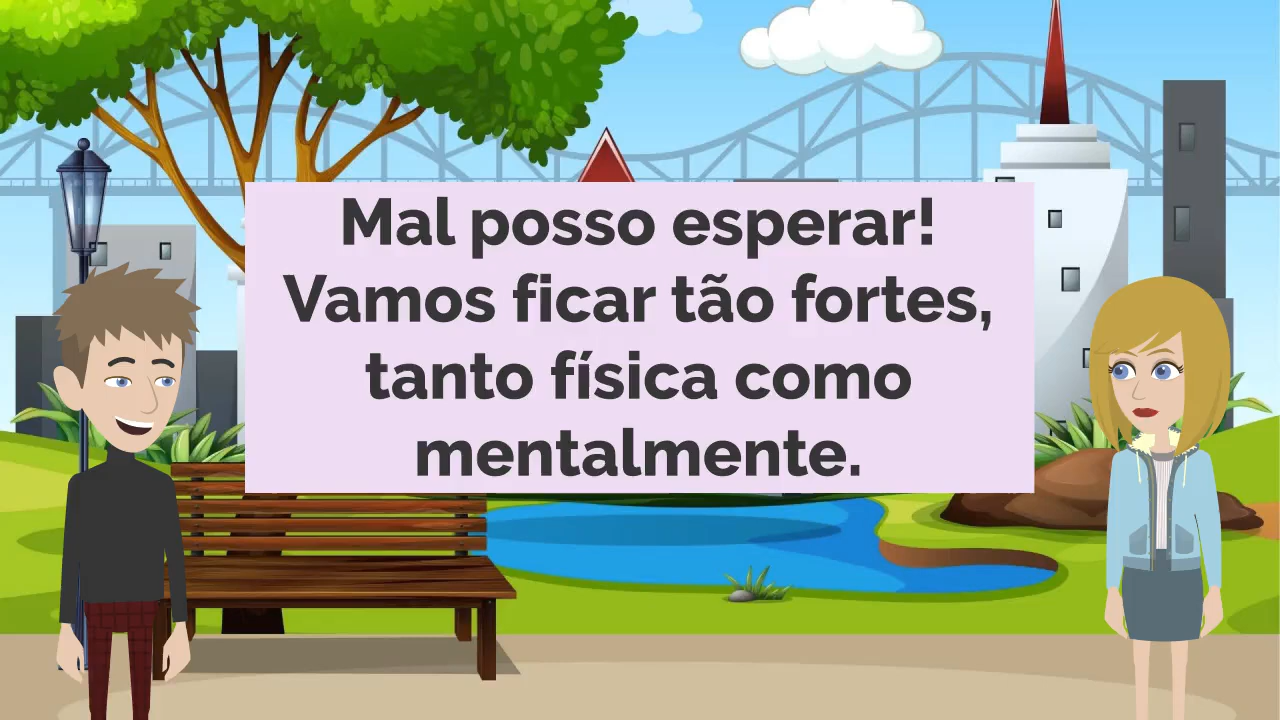 Mal posso esperar!
Vamos ficar tão fortes,
tanto física como
mentalmente.